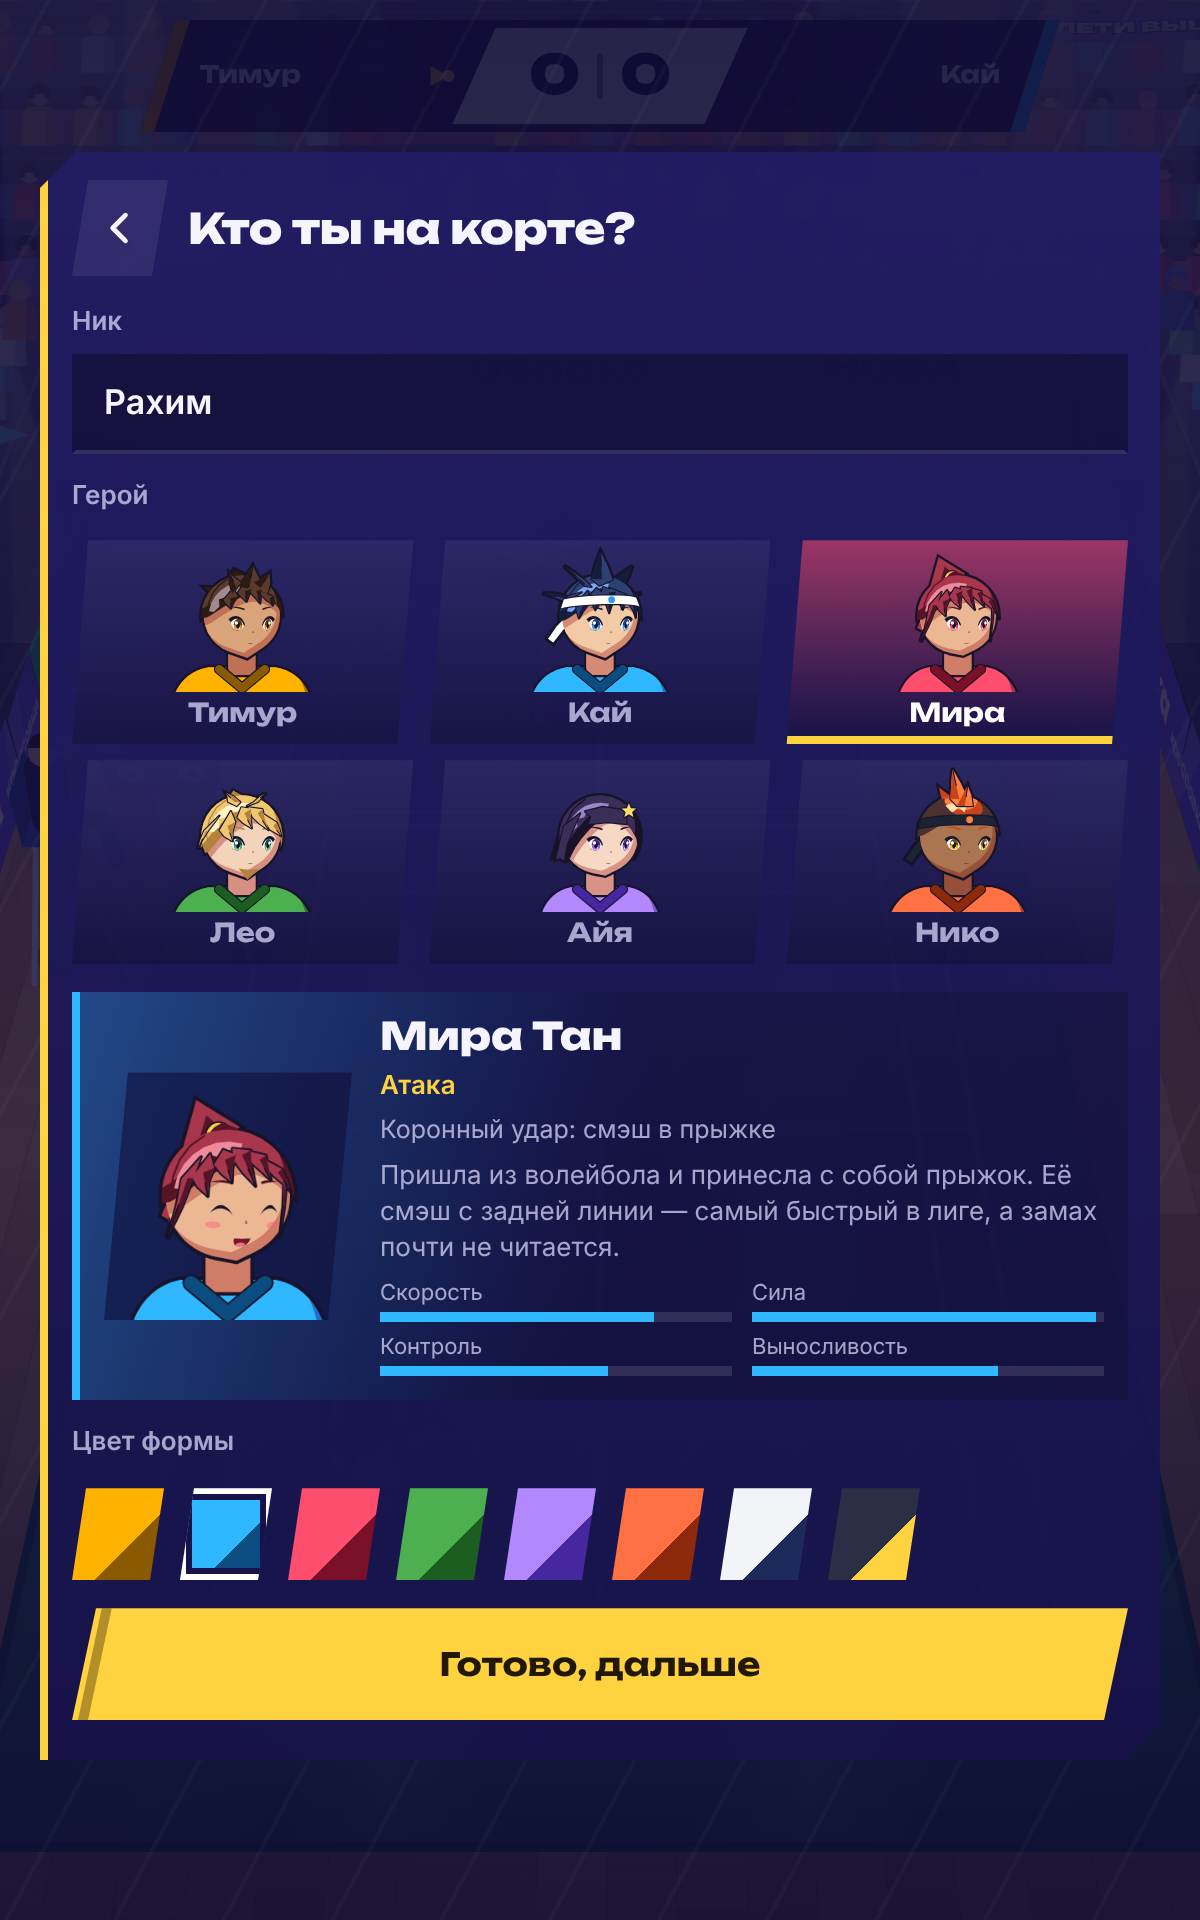 Тимур
0 | 0
Кай
Кто ты на корте?
Ник
Рахим
Герой
Тимур
Кай
Мира
Лео
Айя
Нико
Мира Тан
Атака
Коронный удар: смэш в прыжке
Пришла из волейбола и принесла с собой прыжок. Её
смэш с задней линии — самый быстрый в лиге, а замах
почти не читается.
Скорость
Сила
Контроль
Выносливость
Цвет формы
Готово, дальше